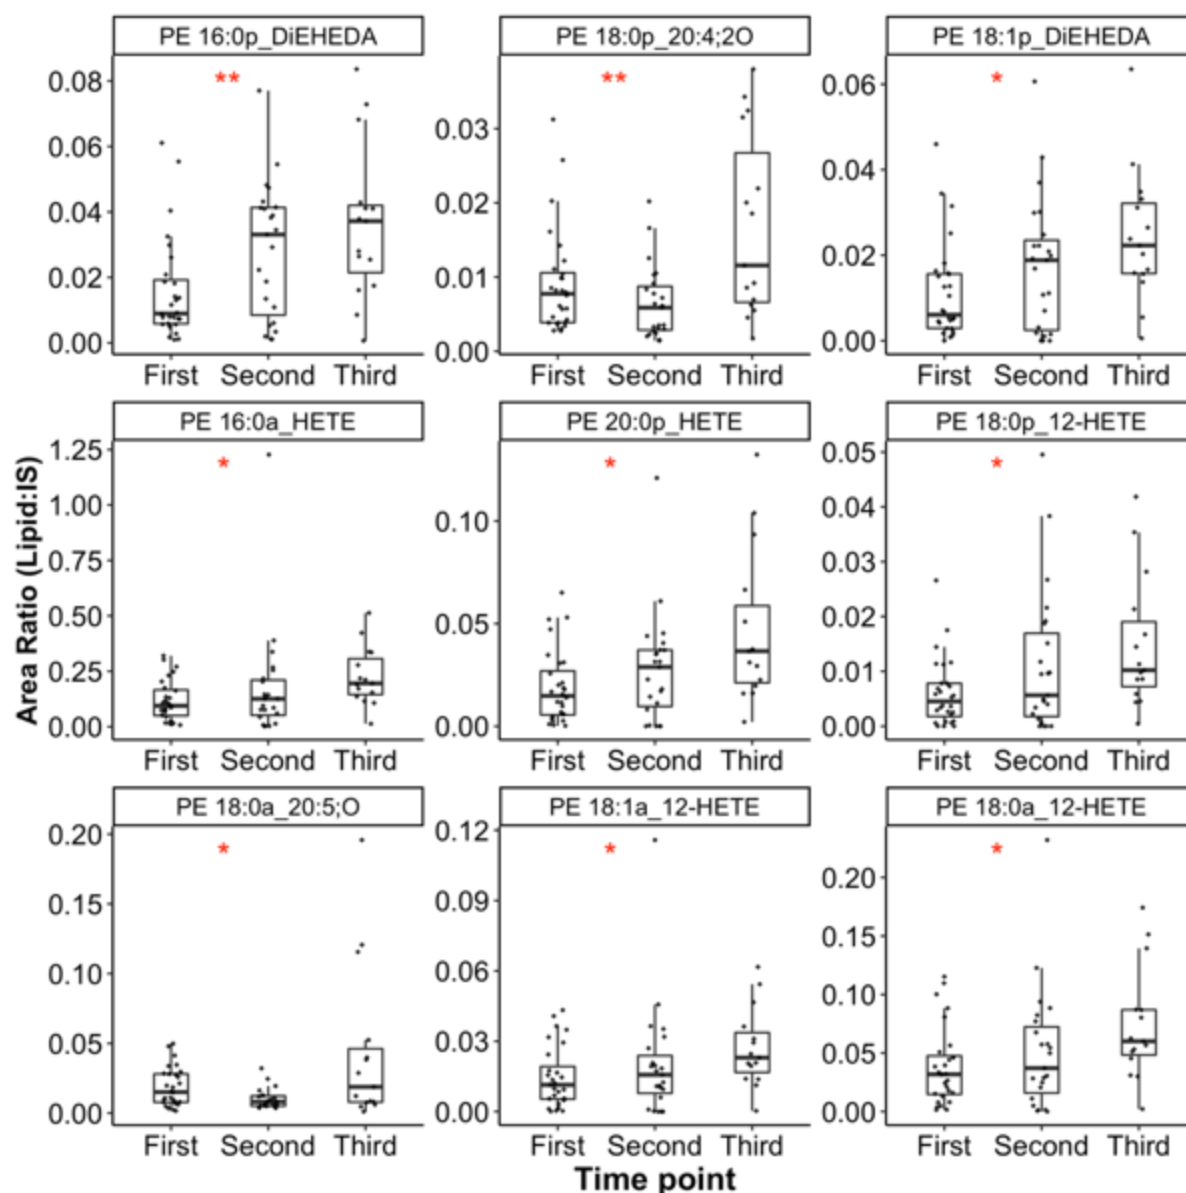 PE 16:0p_DiEHEDA PE 18:0p_20:4;2O PE 18:1p_DiEHEDA
** ** *
0.08 0.06 0.04 0.02 0.00
0.03 0.02 0.01 0.00
0.06 0.04 0.02 0.00
First Second Third First Second Third First Second Third
PE 16:0a_HETE PE 20:0p_HETE PE 18:0p_12-HETE
* * *
1.25 1.00 0.75 0.50 0.25 0.00
0.10 0.05 0.00
0.05 0.04 0.03 0.02 0.01 0.00
First Second Third First Second Third First Second Third
PE 18:0a_20:5;O PE 18:1a_12-HETE PE 18:0a_12-HETE
* * *
0.20 0.15 0.10 0.05 0.00
0.12 0.09 0.06 0.03 0.00
0.20 0.15 0.10 0.05 0.00
First Second Third First Second Third First Second Third
Area Ratio (Lipid:IS)
Time point